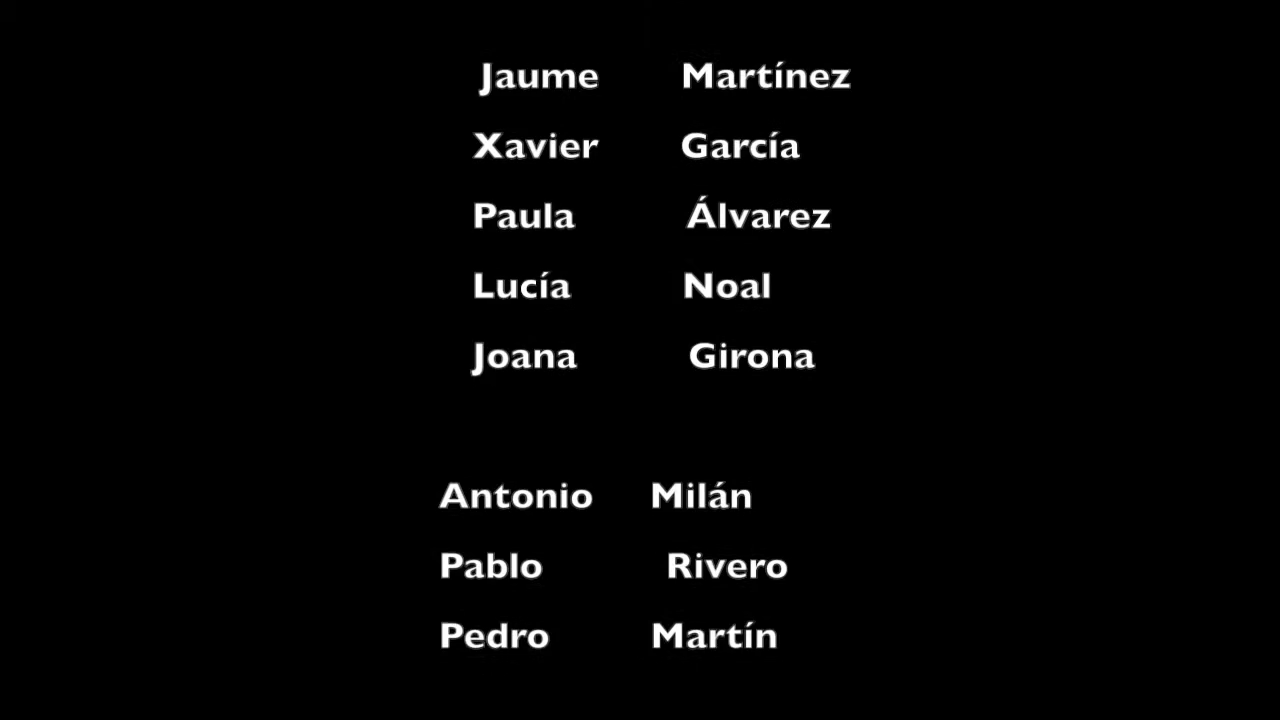 Jaume Martínez
Xavier García
Paula Álvarez
Lucía Noal
Joana Girona
Antonio Milán
Pablo Rivero
Pedro Martín